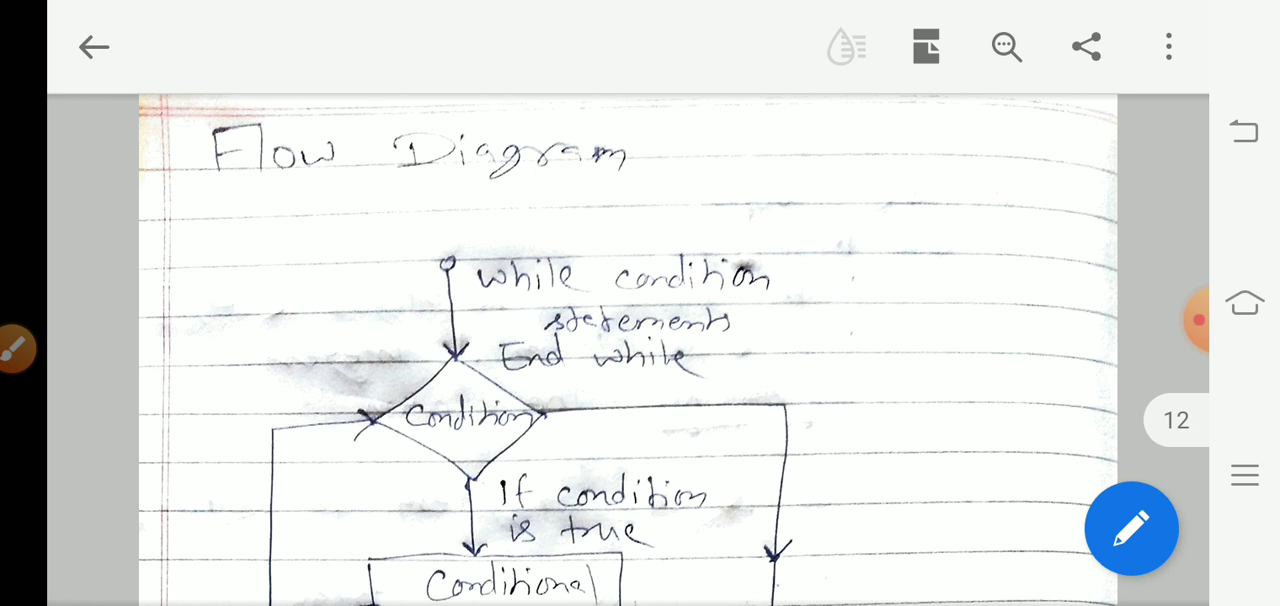 Flow Diagram
while condition
statements
End while
Condition
If condition
is true
Conditional
12